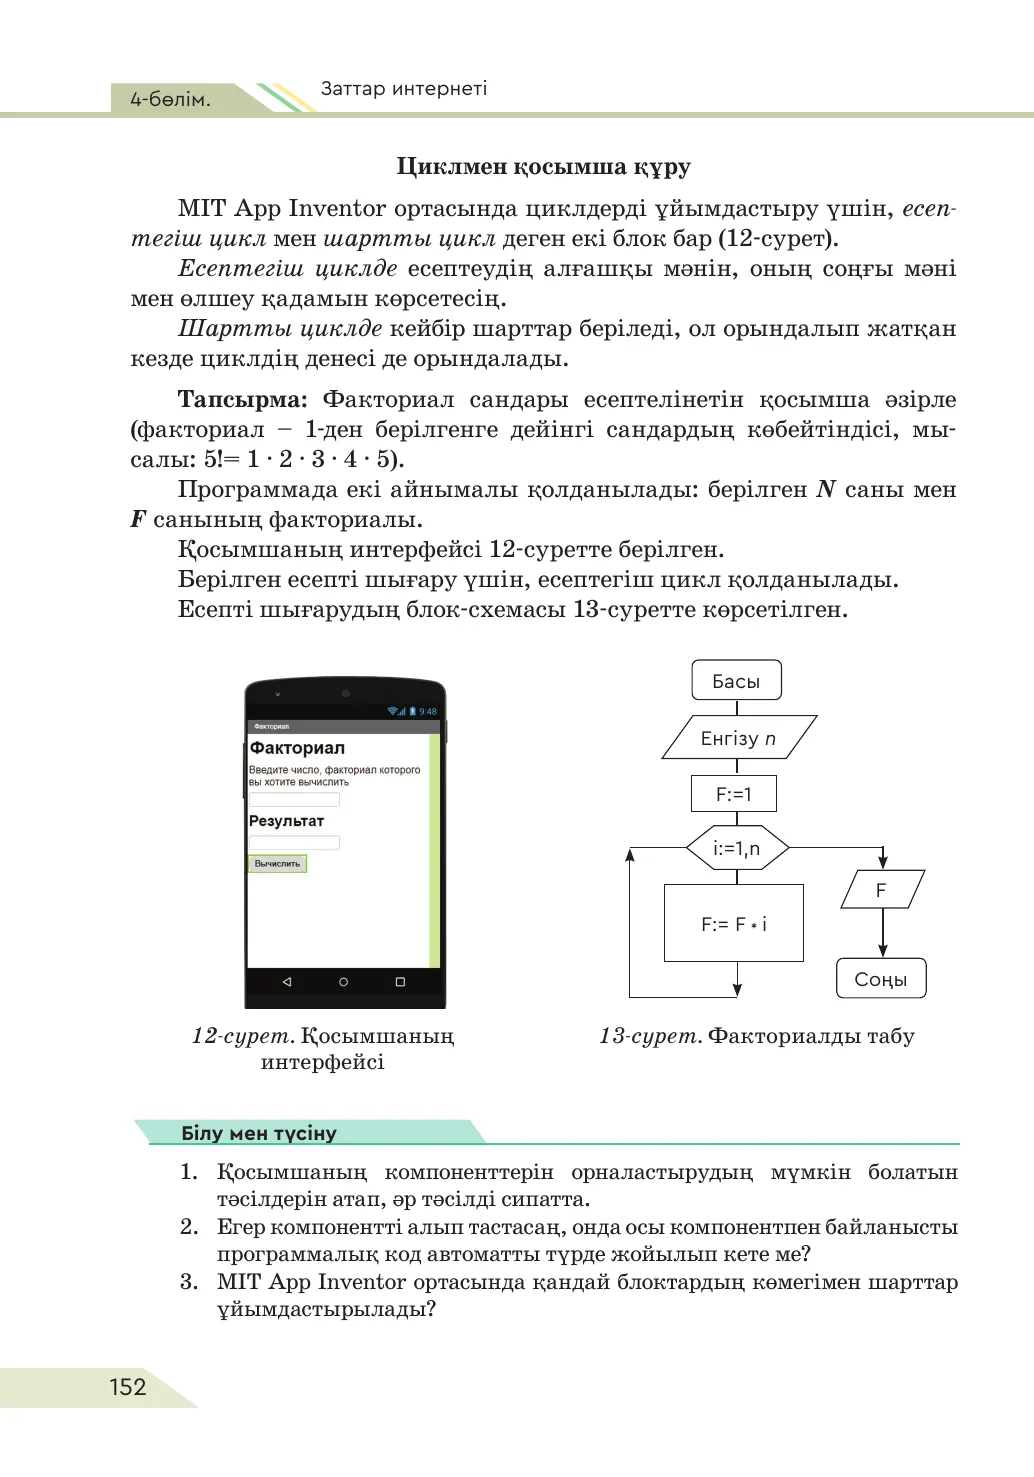 4-бөлім.
Заттар интернеті
Циклмен қосымша құру
MIT App Inventor ортасында циклдерді ұйымдастыру үшін, есеп-
тегіш цикл мен шартты цикл деген екі блок бар (12-сурет).
Есептегіш циклде есептеудің алғашқы мәнін, оның соңғы мәні
мен өлшеу қадамын көрсетесің.
Шартты циклде кейбір шарттар беріледі, ол орындалып жатқан
кезде циклдің денесі де орындалады.
Тапсырма: Факториал сандары есептелінетін қосымша әзірле
(факториал – 1-ден берілгенге дейінгі сандардың көбейтіндісі, мы-
салы: 5!= 1 · 2 · 3 · 4 · 5).
Программада екі айнымалы қолданылады: берілген N саны мен
F санының факториалы.
Қосымшаның интерфейсі 12-суретте берілген.
Берілген есепті шығару үшін, есептегіш цикл қолданылады.
Есепті шығарудың блок-схемасы 13-суретте көрсетілген.
9:48
Факториал
Факториал
Введите число, факториал которого
вы хотите вычислить
Результат
Вычислить
12-сурет. Қосымшаның
интерфейсі
Басы
Енгізу n
F:=1
i:=1,n
F:= F * i
F
Соңы
13-сурет. Факториалды табу
Білу мен түсіну
1. Қосымшаның компоненттерін орналастырудың мүмкін болатын
тәсілдерін атап, әр тәсілді сипатта.
2. Егер компонентті алып тастасаң, онда осы компонентпен байланысты
программалық код автоматты түрде жойылып кете ме?
3. MIT App Inventor ортасында қандай блоктардың көмегімен шарттар
ұйымдастырылады?
152